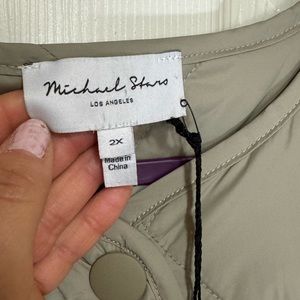 Michael Stars
LOS ANGELES
2X
Made in
China